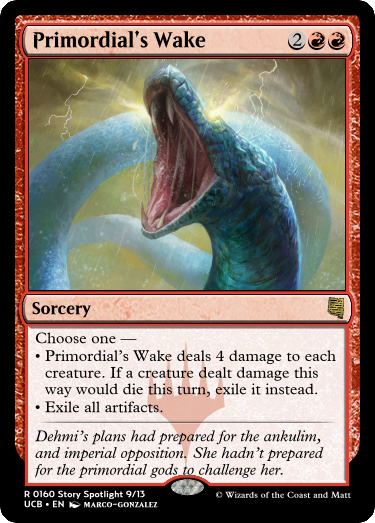 Primordial's Wake 2
Sorcery
Choose one —
• Primordial's Wake deals 4 damage to each
creature. If a creature dealt damage this
way would die this turn, exile it instead.
• Exile all artifacts.
Dehmi's plans had prepared for the ankulim,
and imperial opposition. She hadn't prepared
for the primordial gods to challenge her.
R 0160 Story Spotlight 9/13
UCB • EN MARCO-GONZALEZ
© Wizards of the Coast and Matt